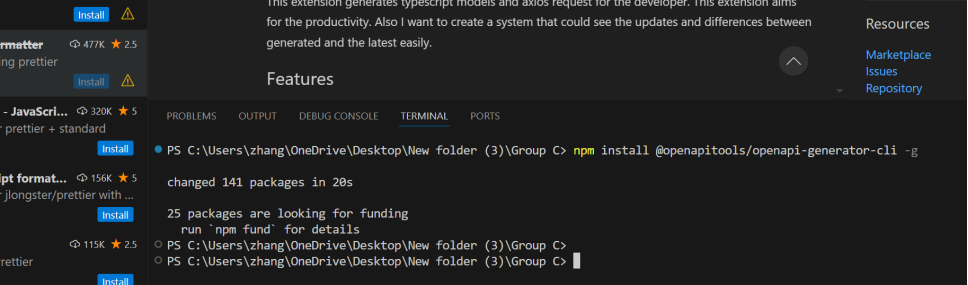 Install
rmatter 477K 2.5
ing prettier
Install
- JavaScri... 320K 5
r prettier + standard
Install
ipt format... 156K 5
r jlongster/prettier with ...
Install
115K 2.5
rettier
Install
This extension generates typescript models and axios request for the developer. This extension aims
for the productivity. Also I want to create a system that could see the updates and differences between
generated and the latest easily.
Features
Resources
Marketplace
Issues
Repository
PROBLEMS OUTPUT DEBUG CONSOLE TERMINAL PORTS
PS C:\Users\zhang\OneDrive\Desktop\New folder (3)\Group C> npm install @openapitools/openapi-generator-cli -g
changed 141 packages in 20s
25 packages are looking for funding
run `npm fund` for details
PS C:\Users\zhang\OneDrive\Desktop\New folder (3)\Group C>
PS C:\Users\zhang\OneDrive\Desktop\New folder (3)\Group C>